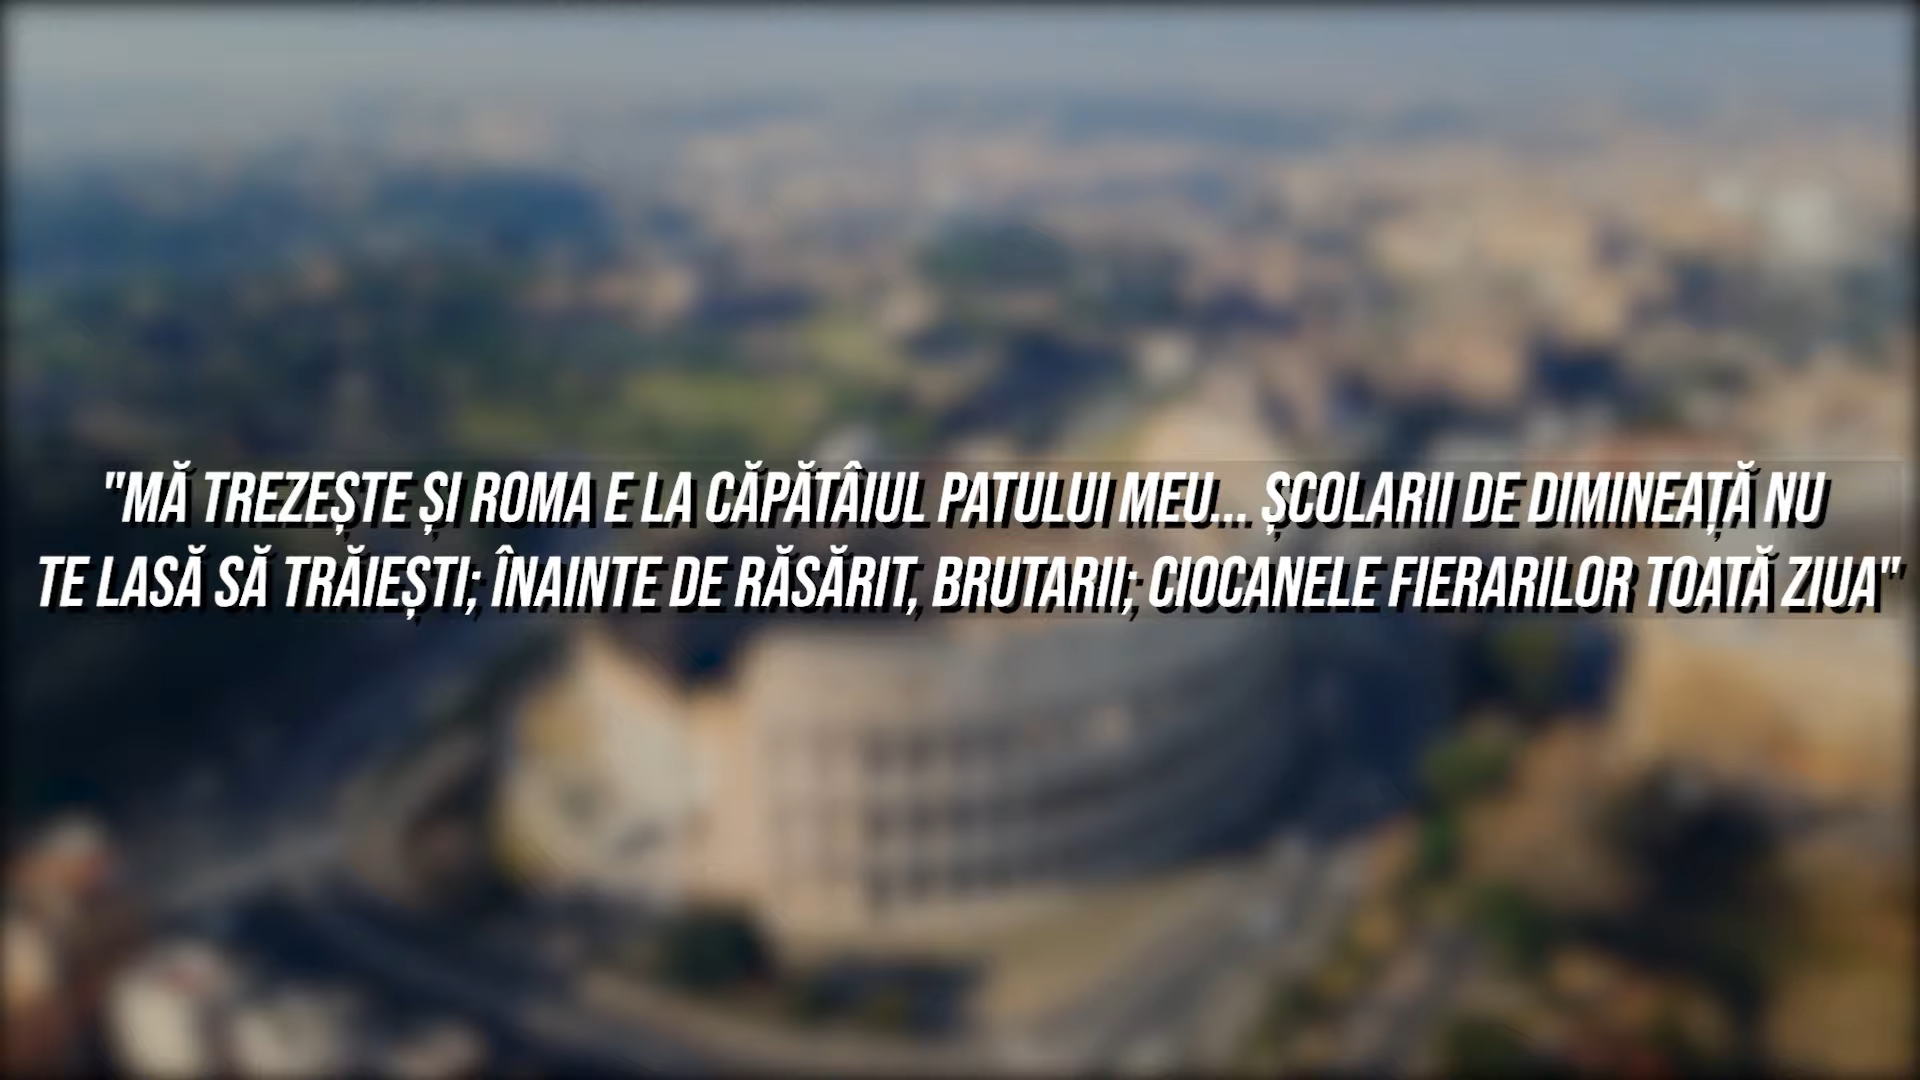 "MĂ TREZEȘTE ȘI ROMA E LA CĂPĂTÂIUL PATULUI MEU... ȘCOLARII DE DIMINEAȚĂ NU
TE LASĂ SĂ TRĂIEȘTI; ÎNAINTE DE RĂSĂRIT, BRUTARII; CIOCANELE FIERARILOR TOATĂ ZIUA"